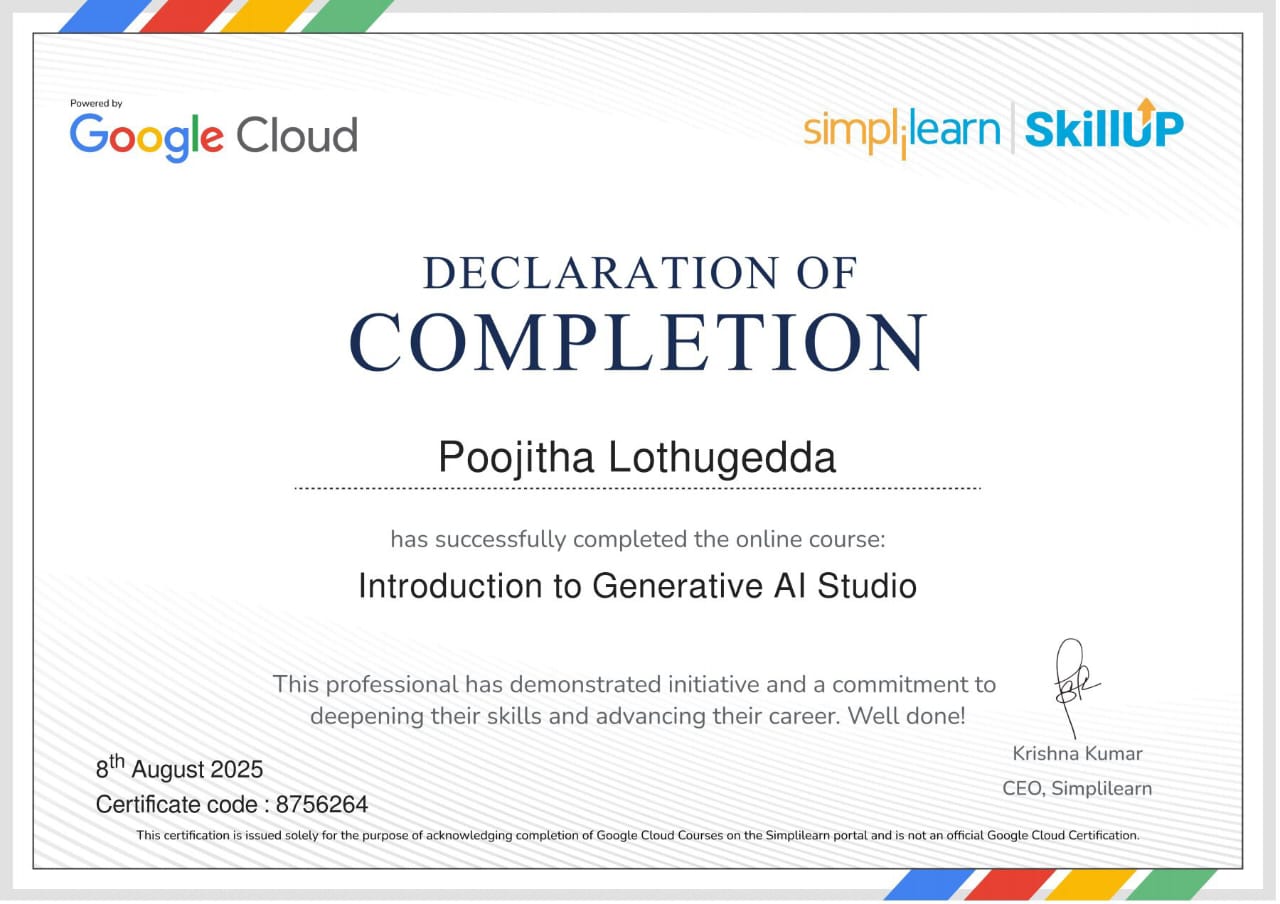 Powered by
Google Cloud
simplilearn | SkillUP
DECLARATION OF
COMPLETION
Poojitha Lothugedda
has successfully completed the online course:
Introduction to Generative AI Studio
This professional has demonstrated initiative and a commitment to
deepening their skills and advancing their career. Well done!
Krishna Kumar
CEO, Simplilearn
8th August 2025
Certificate code : 8756264
This certification is issued solely for the purpose of acknowledging completion of Google Cloud Courses on the Simplilearn portal and is not an official Google Cloud Certification.